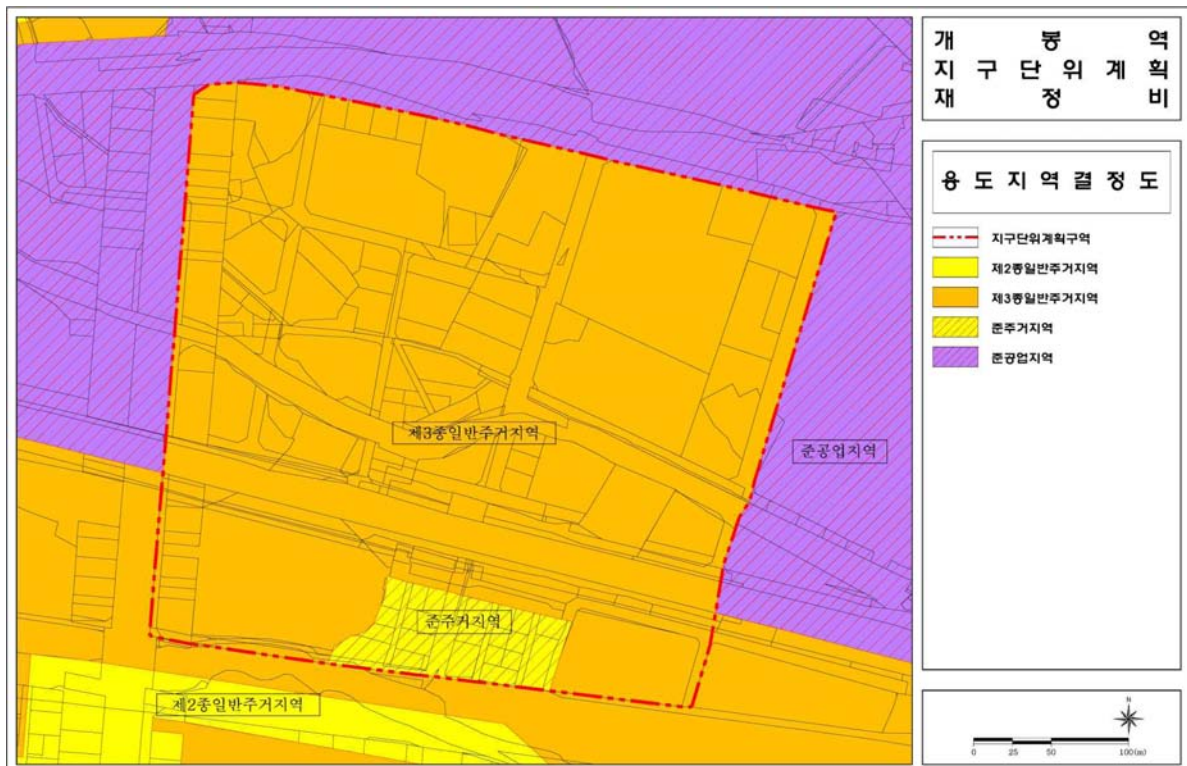 개 봉 역
지 구 단 위 계 획
재 정 비
용 도 지 역 결 정 도
지구단위계획구역
제2종일반주거지역
제3종일반주거지역
준주거지역
준공업지역
제3종일반주거지역
준공업지역
준주거지역
제2종일반주거지역
N
0 25 50 100(m)